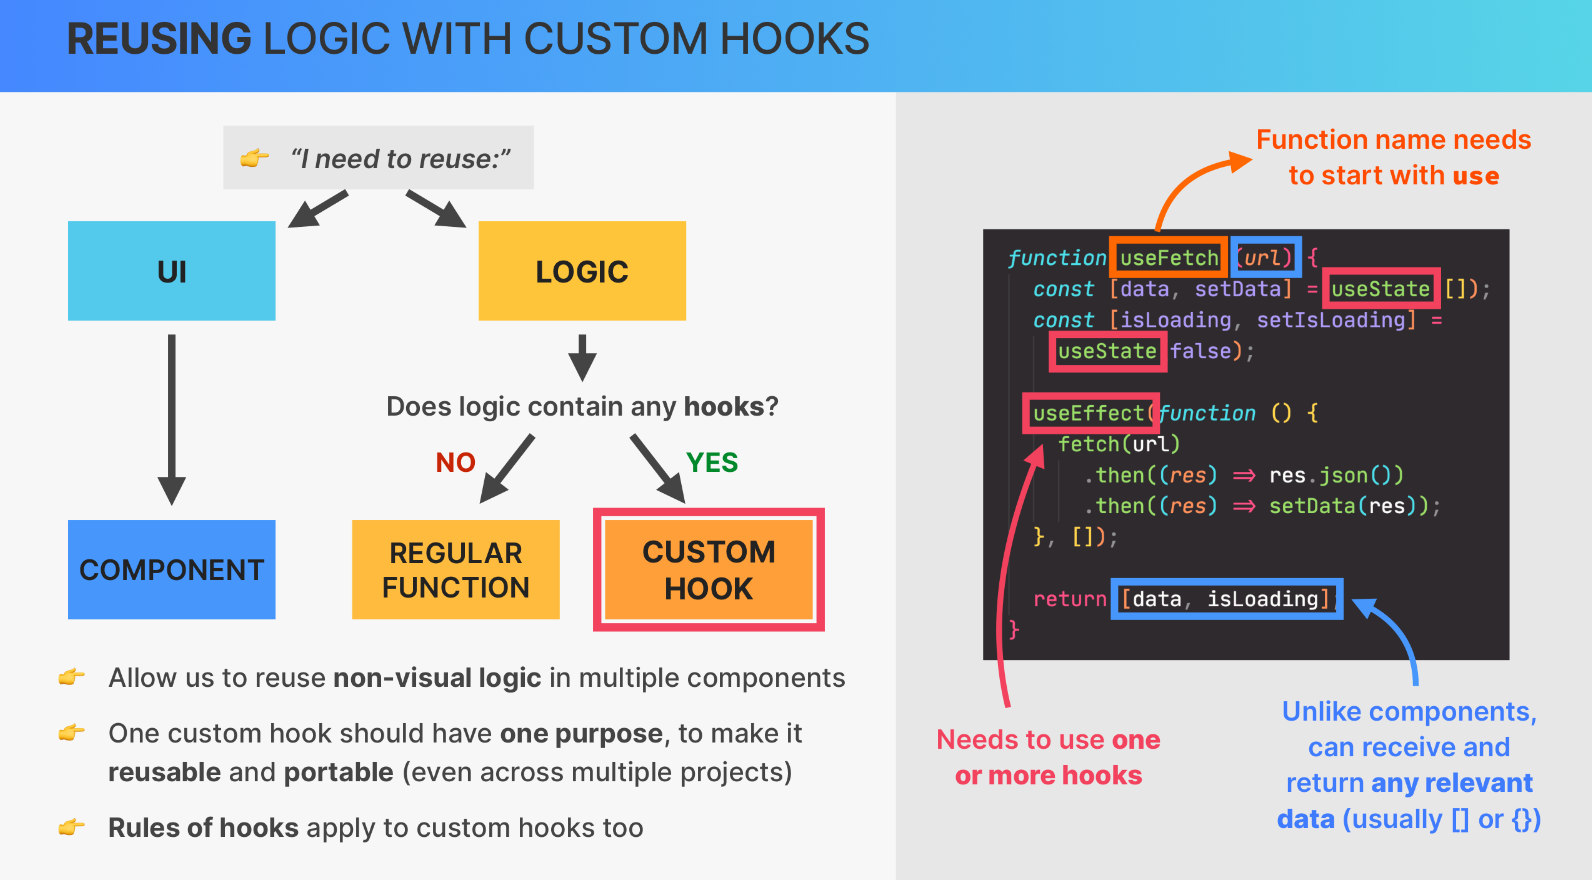 REUSING LOGIC WITH CUSTOM HOOKS
👉 “I need to reuse:”
UI
LOGIC
Does logic contain any hooks?
NO
YES
COMPONENT
REGULAR
FUNCTION
CUSTOM
HOOK
👉 Allow us to reuse non-visual logic in multiple components
👉 One custom hook should have one purpose, to make it
reusable and portable (even across multiple projects)
👉 Rules of hooks apply to custom hooks too
Function name needs
to start with use
function useFetch (url) {
const [data, setData] = useState []);
const [isLoading, setIsLoading] =
useState false);
useEffect(function () {
fetch(url)
.then((res) => res.json())
.then((res) => setData(res));
}, []);
return [data, isLoading];
}
Needs to use one
or more hooks
Unlike components,
can receive and
return any relevant
data (usually [] or {})